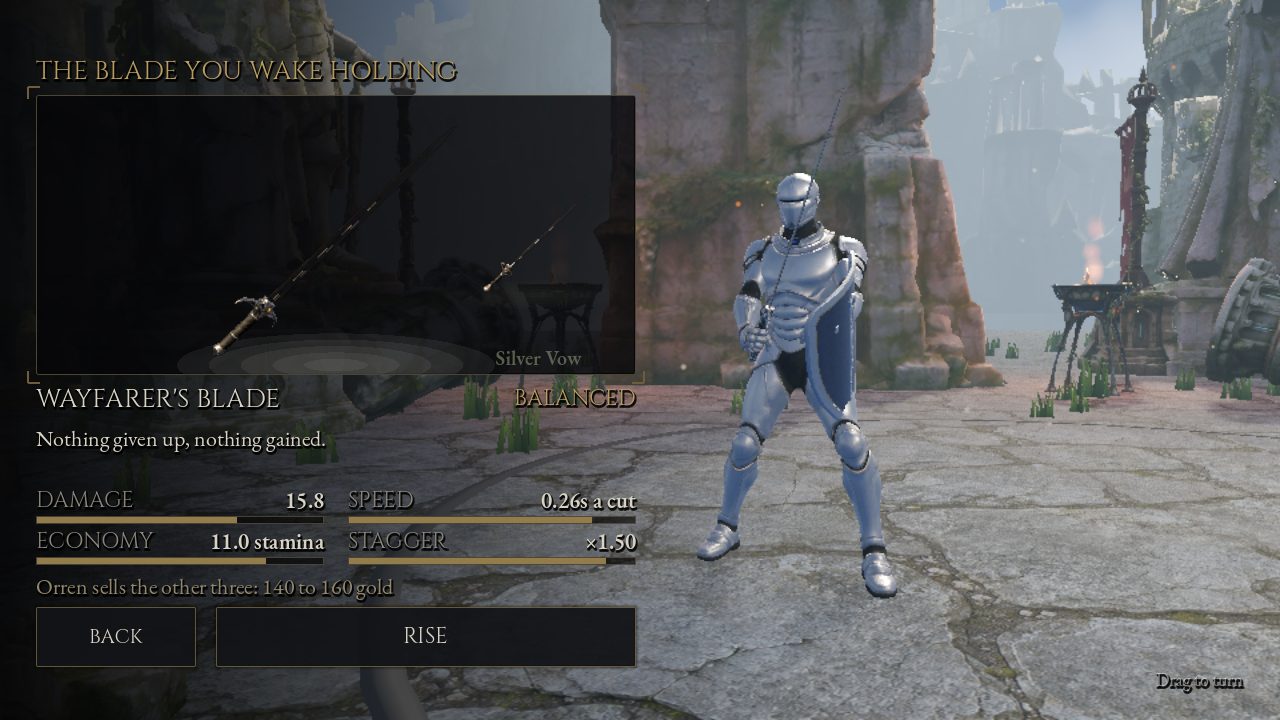 THE BLADE YOU WAKE HOLDING
Silver Vow
WAYFARER'S BLADE
BALANCED
Nothing given up, nothing gained.
DAMAGE 15.8 SPEED 0.26s a cut
ECONOMY 11.0 stamina STAGGER ×1.50
Orren sells the other three: 140 to 160 gold
BACK
RISE
Drag to turn